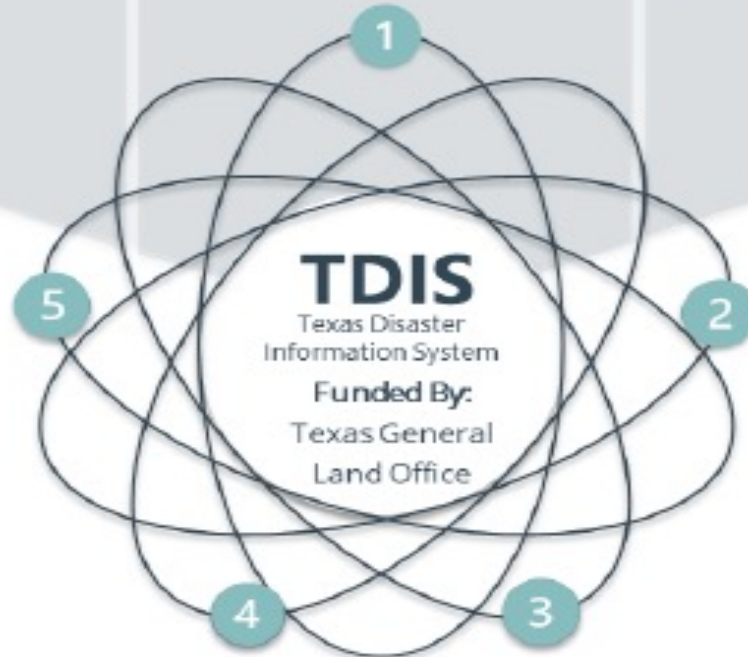 1
5
2
TDIS
Texas Disaster
Information System
Funded By:
Texas General
Land Office
4
3